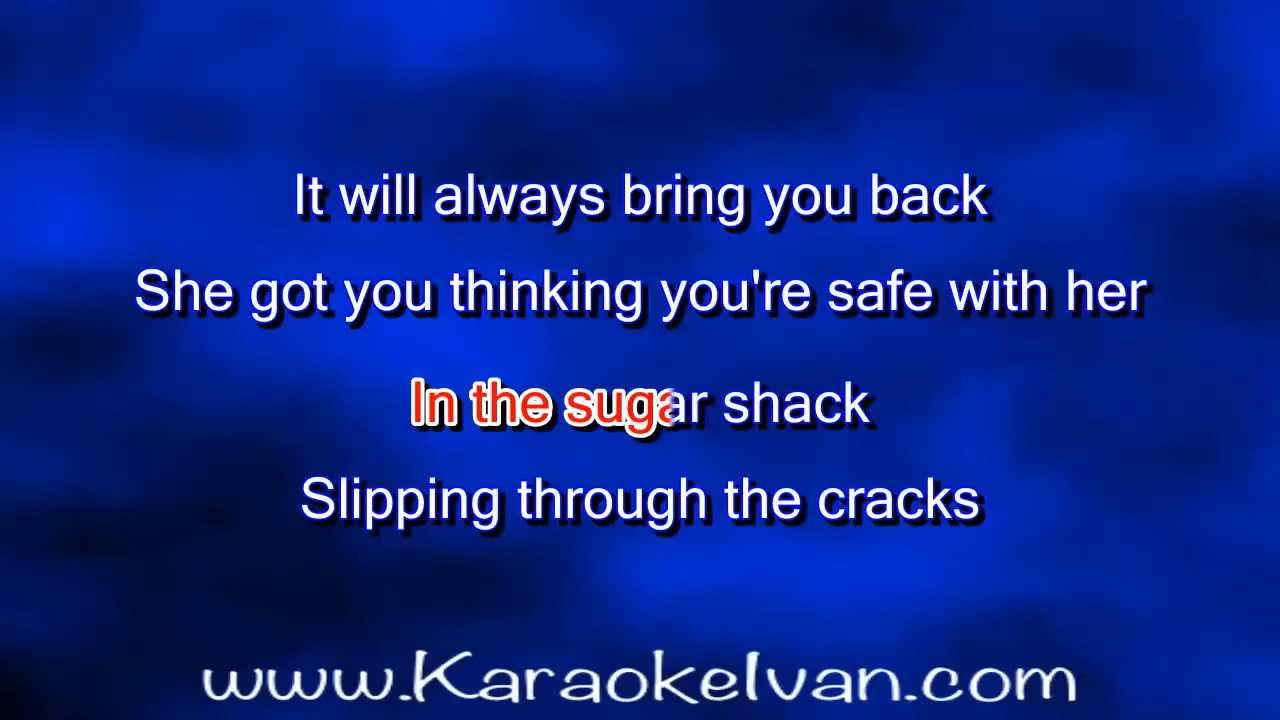 It will always bring you back
She got you thinking you're safe with her
In the sugar shack
Slipping through the cracks
www.KaraokeIvan.com